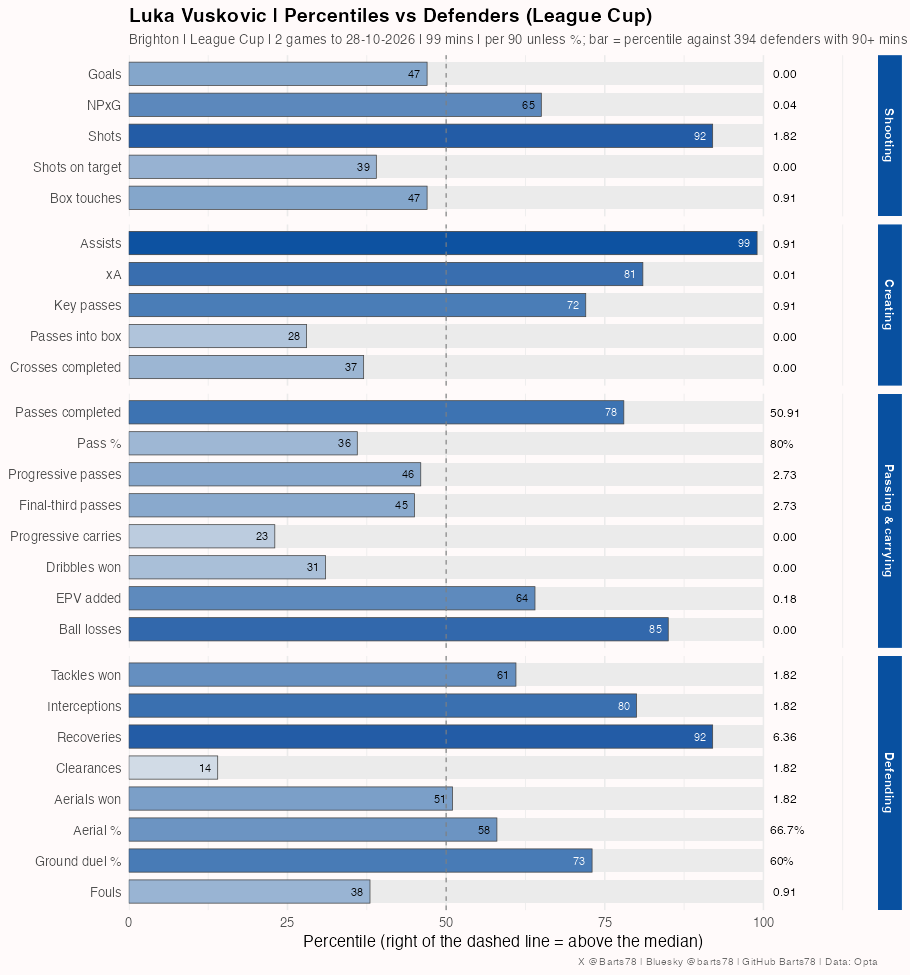 Luka Vuskovic | Percentiles vs Defenders (League Cup)
Brighton | League Cup | 2 games to 28-10-2026 | 99 mins | per 90 unless %; bar = percentile against 394 defenders with 90+ mins
Shooting
Goals 47 0.00
NPxG 65 0.04
Shots 92 1.82
Shots on target 39 0.00
Box touches 47 0.91
Creating
Assists 99 0.91
xA 81 0.01
Key passes 72 0.91
Passes into box 28 0.00
Crosses completed 37 0.00
Passing & carrying
Passes completed 78 50.91
Pass % 36 80%
Progressive passes 46 2.73
Final-third passes 45 2.73
Progressive carries 23 0.00
Dribbles won 31 0.00
EPV added 64 0.18
Ball losses 85 0.00
Defending
Tackles won 61 1.82
Interceptions 80 1.82
Recoveries 92 6.36
Clearances 14 1.82
Aerials won 51 1.82
Aerial % 58 66.7%
Ground duel % 73 60%
Fouls 38 0.91
0 25 50 75 100
Percentile (right of the dashed line = above the median)
X @Barts78 | Bluesky @barts78 | GitHub Barts78 | Data: Opta